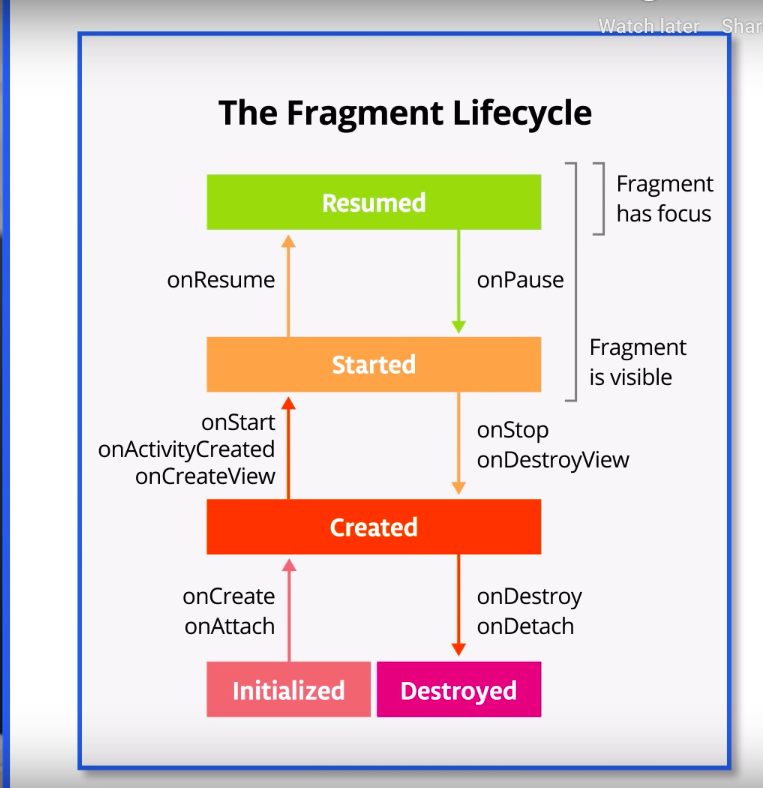 Watch later Shar
The Fragment Lifecycle
Resumed
Fragment
has focus
onResume
onPause
Started
Fragment
is visible
onStart
onActivityCreated
onCreateView
onStop
onDestroyView
Created
onCreate
onAttach
onDestroy
onDetach
Initialized
Destroyed